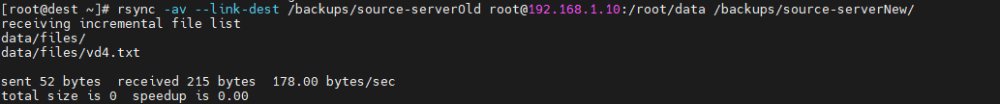 [root@dest ~]# rsync -av --link-dest /backups/source-serverOld root@192.168.1.10:/root/data /backups/source-serverNew/
receiving incremental file list
data/files/
data/files/vd4.txt
sent 52 bytes  received 215 bytes  178.00 bytes/sec
total size is 0  speedup is 0.00